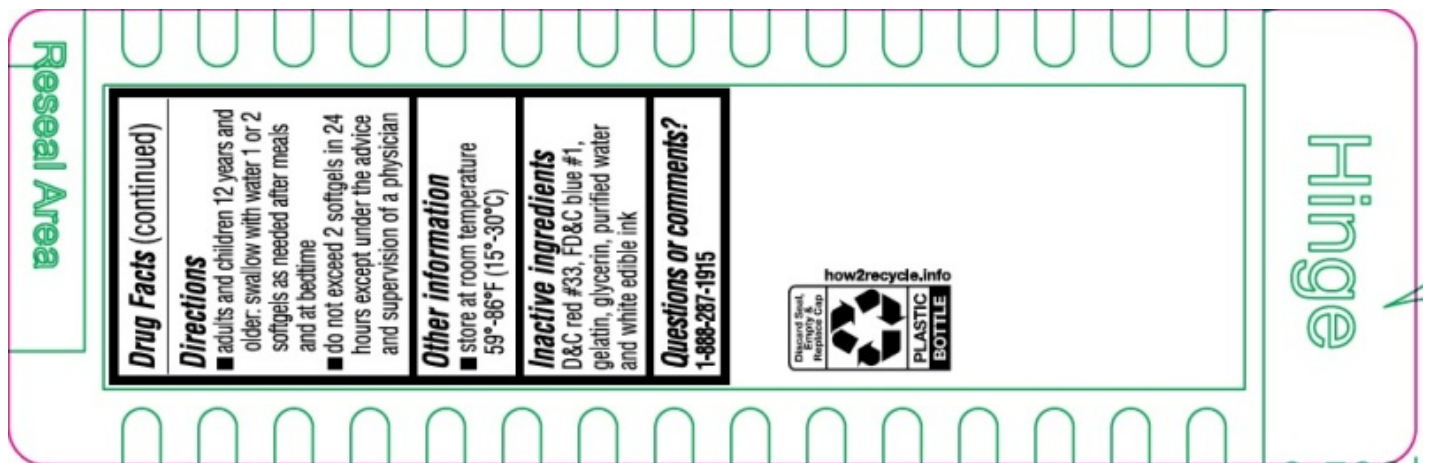 Reseal Area
Drug Facts (continued)
Directions
■ adults and children 12 years and
older: swallow with water 1 or 2
softgels as needed after meals
and at bedtime
■ do not exceed 2 softgels in 24
hours except under the advice
and supervision of a physician
Other information
■ store at room temperature
59°-86°F (15°-30°C)
Inactive ingredients
D&C red #33, FD&C blue #1,
gelatin, glycerin, purified water
and white edible ink
Questions or comments?
1-888-287-1915
how2recycle.info
Discard Seal,
Empty &
Replace Cap
PLASTIC
BOTTLE
Hinge